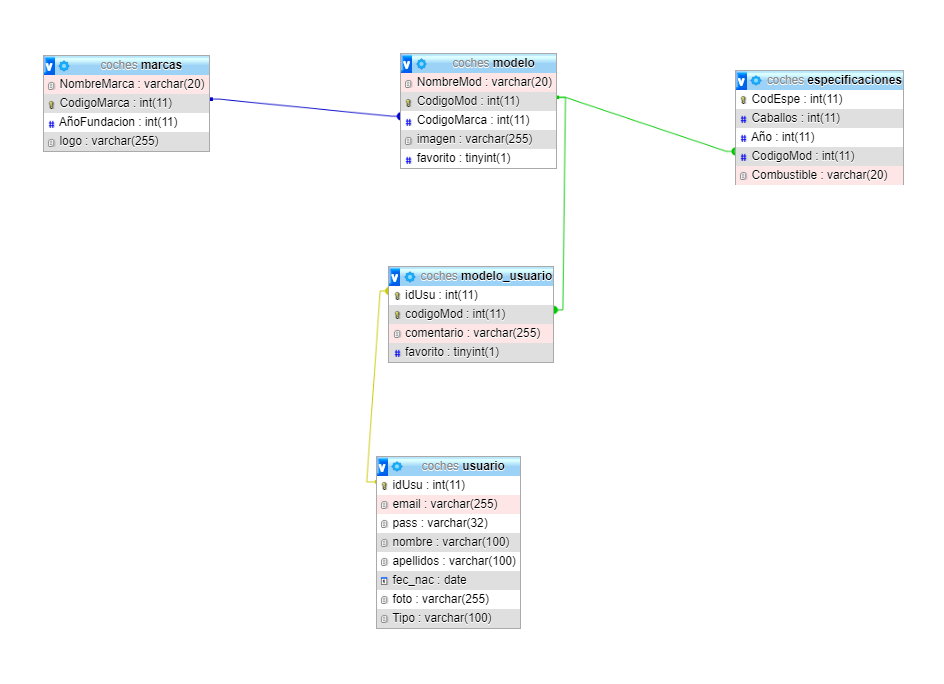 coches marcas
NombreMarca : varchar(20)
CodigoMarca : int(11)
AñoFundacion : int(11)
logo : varchar(255)
coches modelo
NombreMod : varchar(20)
CodigoMod : int(11)
CodigoMarca : int(11)
imagen : varchar(255)
favorito : tinyint(1)
coches especificaciones
CodEspe : int(11)
Caballos : int(11)
Año : int(11)
CodigoMod : int(11)
Combustible : varchar(20)
coches modelo_usuario
idUsu : int(11)
codigoMod : int(11)
comentario : varchar(255)
favorito : tinyint(1)
coches usuario
idUsu : int(11)
email : varchar(255)
pass : varchar(32)
nombre : varchar(100)
apellidos : varchar(100)
fec_nac : date
foto : varchar(255)
Tipo : varchar(100)